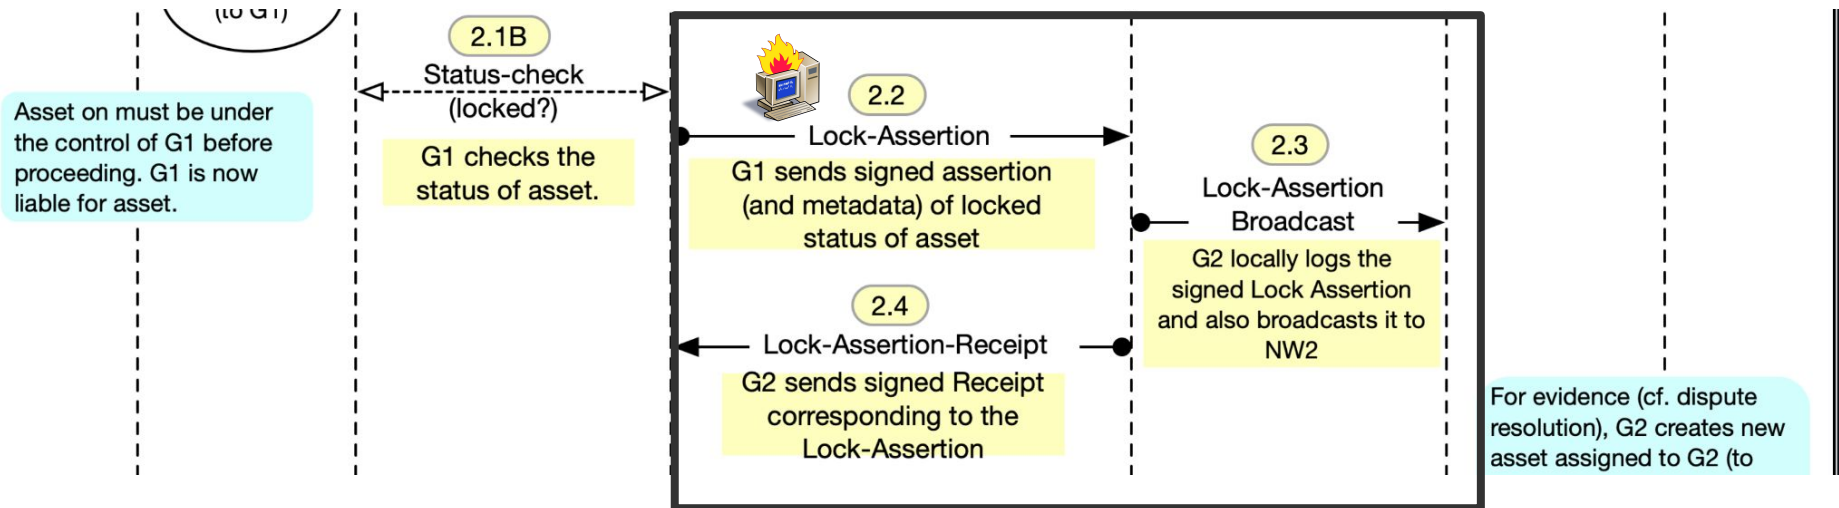 (to G1)
Asset on must be under
the control of G1 before
proceeding. G1 is now
liable for asset.
2.1B
Status-check
(locked?)
G1 checks the
status of asset.
2.2
Lock-Assertion
G1 sends signed assertion
(and metadata) of locked
status of asset
2.3
Lock-Assertion
Broadcast
G2 locally logs the
signed Lock Assertion
and also broadcasts it to
NW2
2.4
Lock-Assertion-Receipt
G2 sends signed Receipt
corresponding to the
Lock-Assertion
For evidence (cf. dispute
resolution), G2 creates new
asset assigned to G2 (to